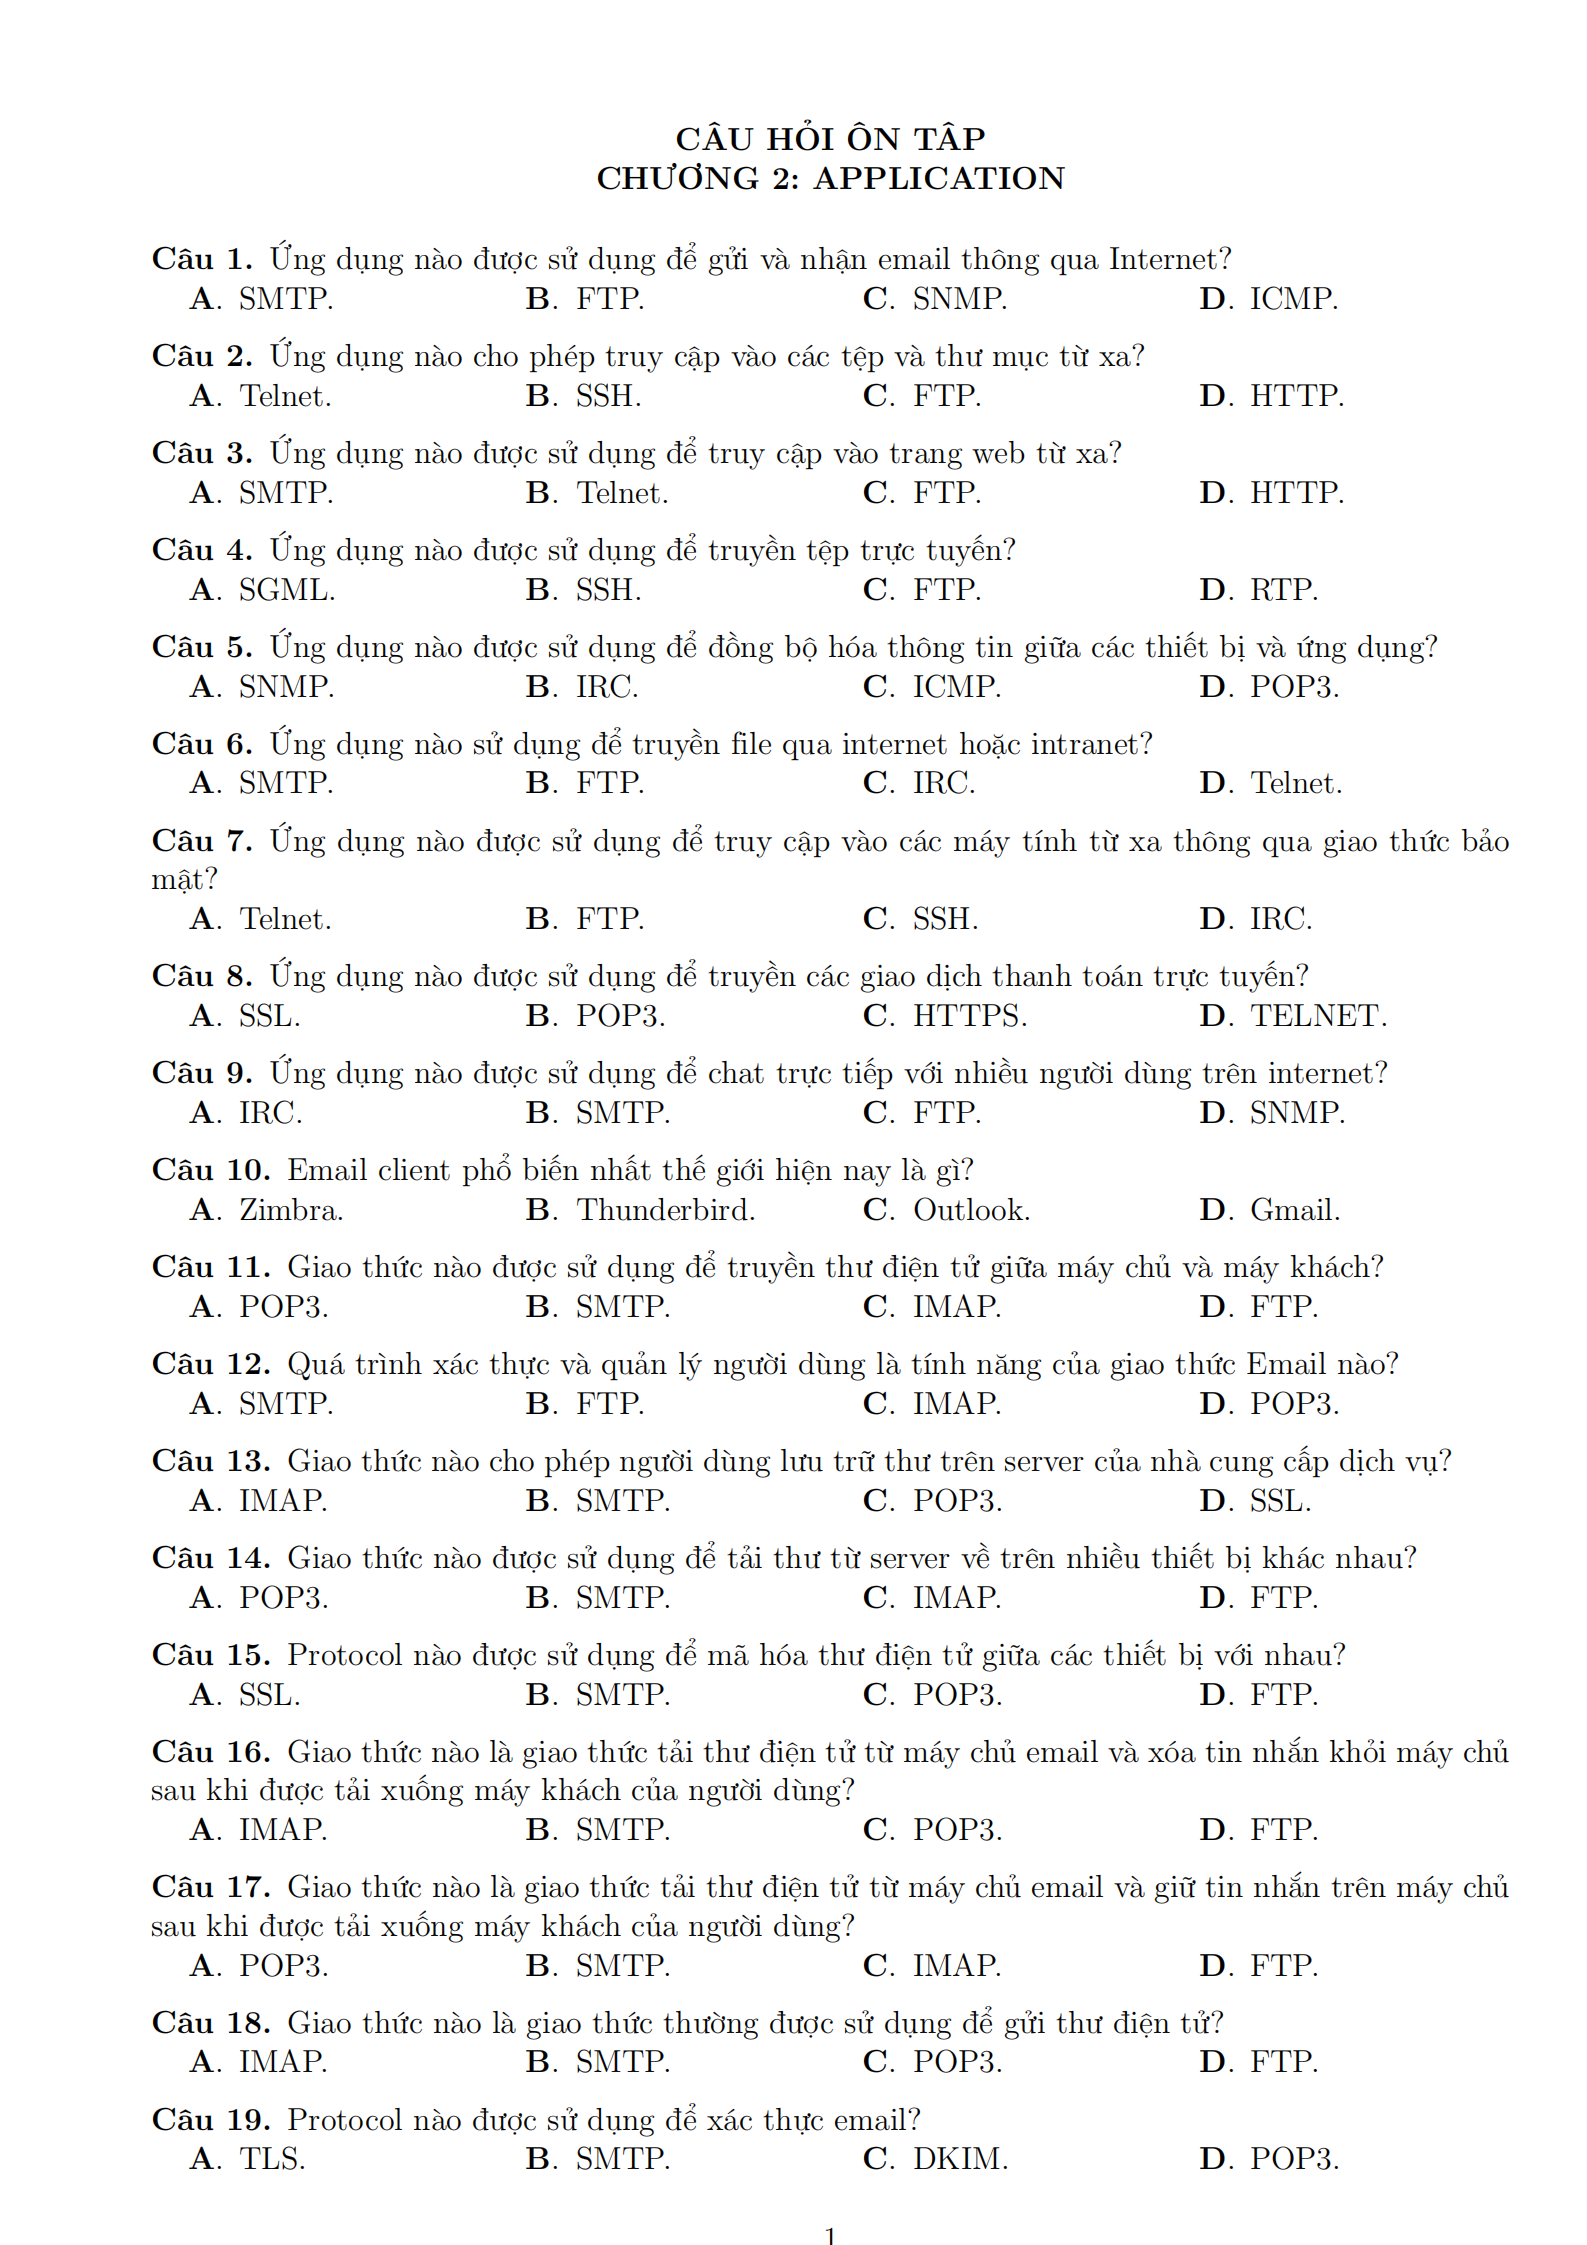 CÂU HỎI ÔN TẬP
CHƯƠNG 2: APPLICATION
Câu 1. Ứng dụng nào được sử dụng để gửi và nhận email thông qua Internet?
A. SMTP. B. FTP. C. SNMP. D. ICMP.
Câu 2. Ứng dụng nào cho phép truy cập vào các tệp và thư mục từ xa?
A. Telnet. B. SSH. C. FTP. D. HTTP.
Câu 3. Ứng dụng nào được sử dụng để truy cập vào trang web từ xa?
A. SMTP. B. Telnet. C. FTP. D. HTTP.
Câu 4. Ứng dụng nào được sử dụng để truyền tệp trực tuyến?
A. SGML. B. SSH. C. FTP. D. RTP.
Câu 5. Ứng dụng nào được sử dụng để đồng bộ hóa thông tin giữa các thiết bị và ứng dụng?
A. SNMP. B. IRC. C. ICMP. D. POP3.
Câu 6. Ứng dụng nào sử dụng để truyền file qua internet hoặc intranet?
A. SMTP. B. FTP. C. IRC. D. Telnet.
Câu 7. Ứng dụng nào được sử dụng để truy cập vào các máy tính từ xa thông qua giao thức bảo
mật?
A. Telnet. B. FTP. C. SSH. D. IRC.
Câu 8. Ứng dụng nào được sử dụng để truyền các giao dịch thanh toán trực tuyến?
A. SSL. B. POP3. C. HTTPS. D. TELNET.
Câu 9. Ứng dụng nào được sử dụng để chat trực tiếp với nhiều người dùng trên internet?
A. IRC. B. SMTP. C. FTP. D. SNMP.
Câu 10. Email client phổ biến nhất thế giới hiện nay là gì?
A. Zimbra. B. Thunderbird. C. Outlook. D. Gmail.
Câu 11. Giao thức nào được sử dụng để truyền thư điện tử giữa máy chủ và máy khách?
A. POP3. B. SMTP. C. IMAP. D. FTP.
Câu 12. Quá trình xác thực và quản lý người dùng là tính năng của giao thức Email nào?
A. SMTP. B. FTP. C. IMAP. D. POP3.
Câu 13. Giao thức nào cho phép người dùng lưu trữ thư trên server của nhà cung cấp dịch vụ?
A. IMAP. B. SMTP. C. POP3. D. SSL.
Câu 14. Giao thức nào được sử dụng để tải thư từ server về trên nhiều thiết bị khác nhau?
A. POP3. B. SMTP. C. IMAP. D. FTP.
Câu 15. Protocol nào được sử dụng để mã hóa thư điện tử giữa các thiết bị với nhau?
A. SSL. B. SMTP. C. POP3. D. FTP.
Câu 16. Giao thức nào là giao thức tải thư điện tử từ máy chủ email và xóa tin nhắn khỏi máy chủ
sau khi được tải xuống máy khách của người dùng?
A. IMAP. B. SMTP. C. POP3. D. FTP.
Câu 17. Giao thức nào là giao thức tải thư điện tử từ máy chủ email và giữ tin nhắn trên máy chủ
sau khi được tải xuống máy khách của người dùng?
A. POP3. B. SMTP. C. IMAP. D. FTP.
Câu 18. Giao thức nào là giao thức thường được sử dụng để gửi thư điện tử?
A. IMAP. B. SMTP. C. POP3. D. FTP.
Câu 19. Protocol nào được sử dụng để xác thực email?
A. TLS. B. SMTP. C. DKIM. D. POP3.
1